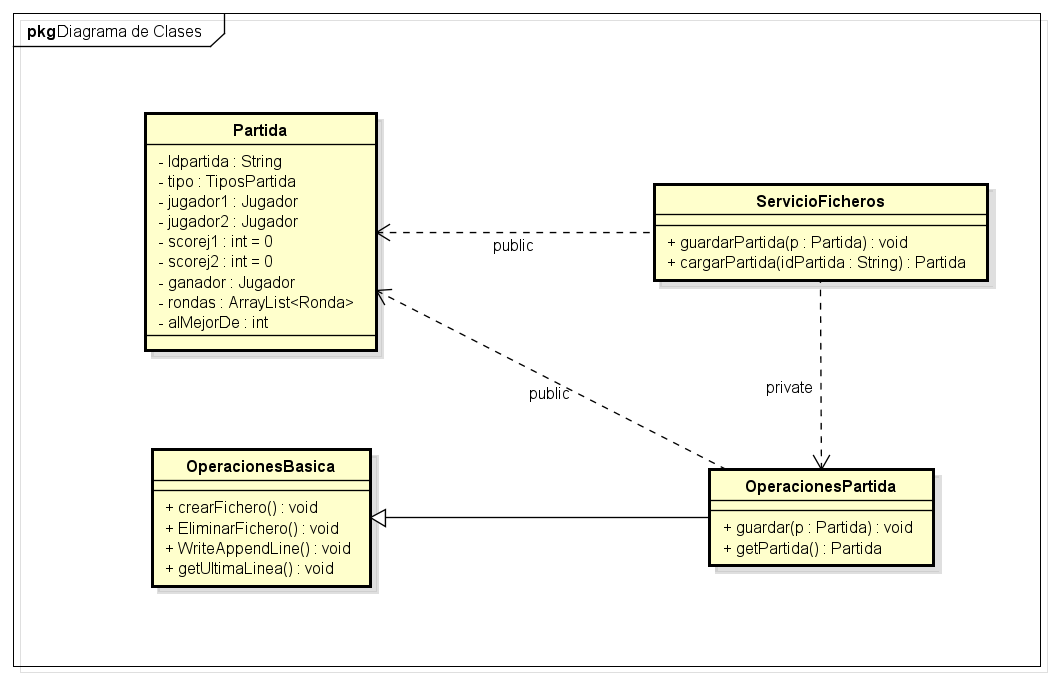 pkg Diagrama de Clases
Partida
- Idpartida : String
- tipo : TiposPartida
- jugador1 : Jugador
- jugador2 : Jugador
- scorej1 : int = 0
- scorej2 : int = 0
- ganador : Jugador
- rondas : ArrayList<Ronda>
- alMejorDe : int
ServicioFicheros
+ guardarPartida(p : Partida) : void
+ cargarPartida(idPartida : String) : Partida
public
public
private
OperacionesBasica
+ crearFichero() : void
+ EliminarFichero() : void
+ WriteAppendLine() : void
+ getUltimaLinea() : void
OperacionesPartida
+ guardar(p : Partida) : void
+ getPartida() : Partida